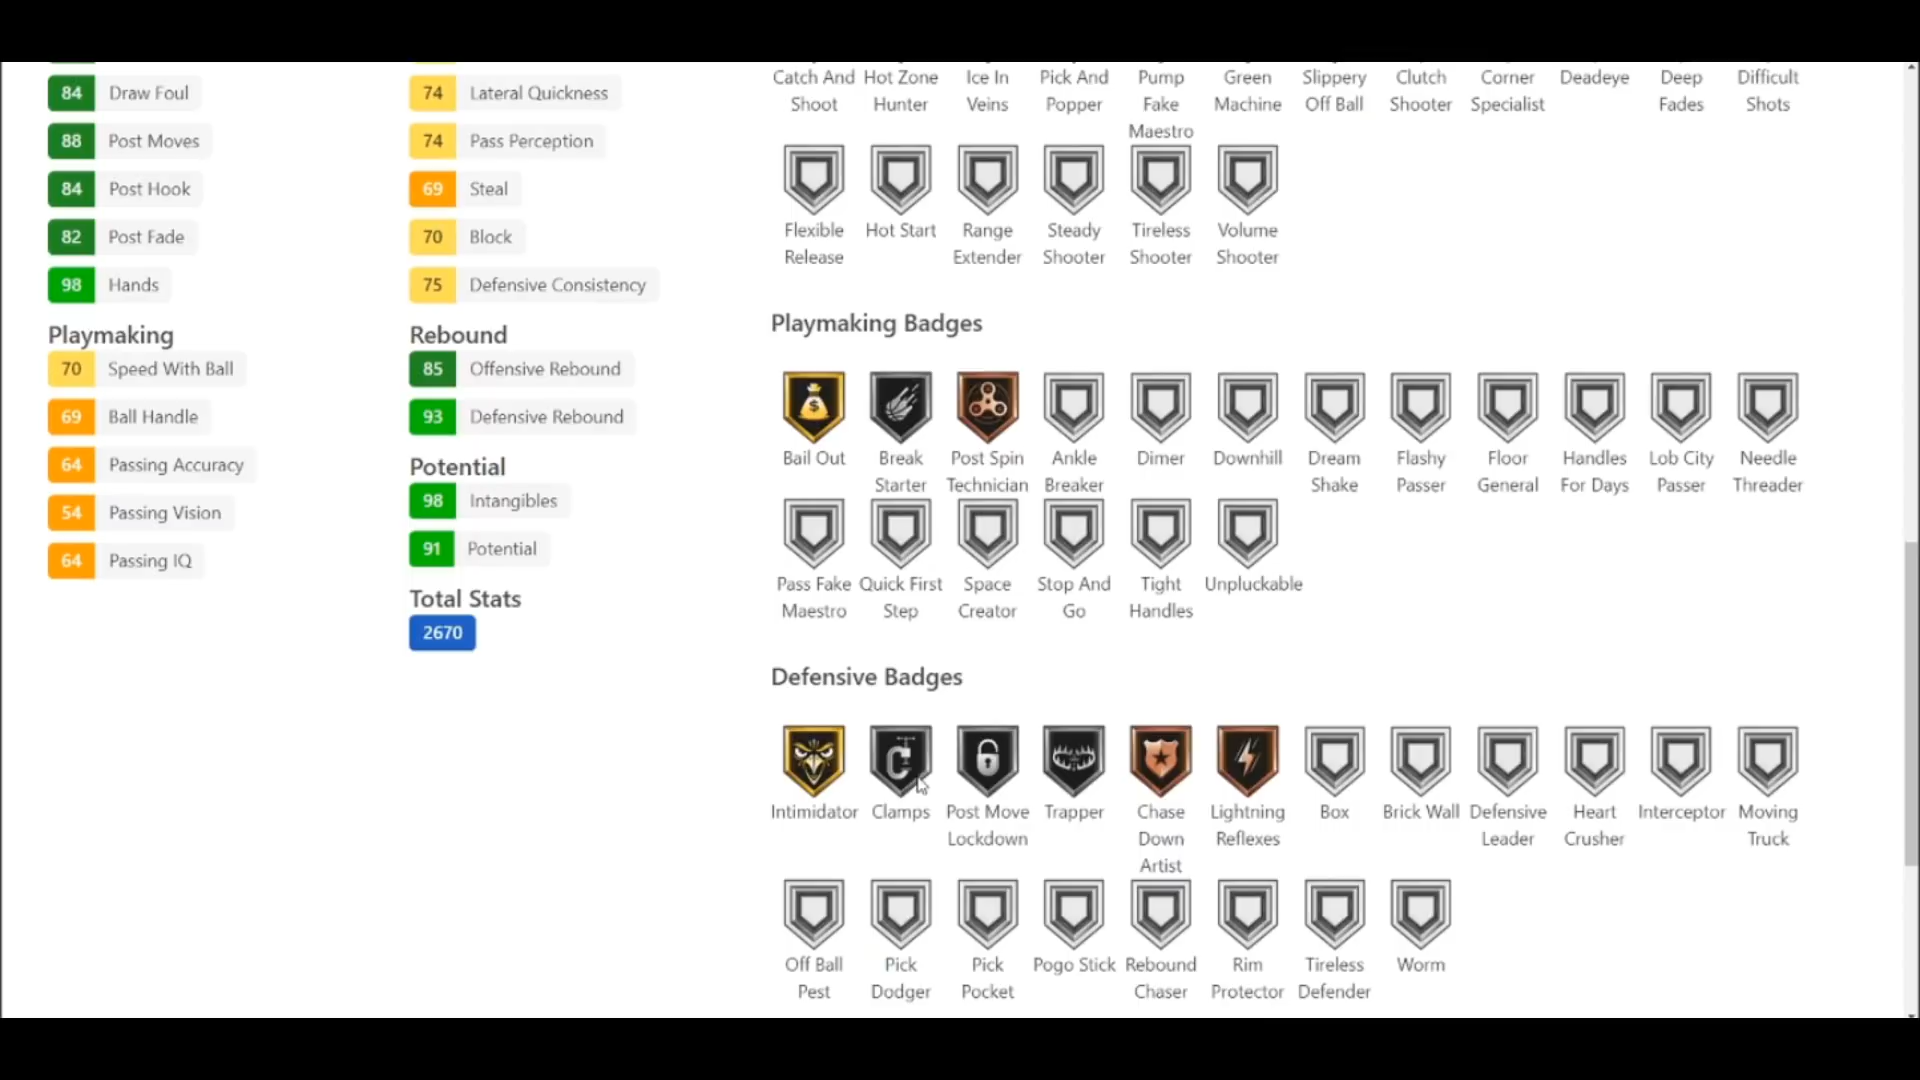 84 Draw Foul
88 Post Moves
84 Post Hook
82 Post Fade
98 Hands
Playmaking
70 Speed With Ball
69 Ball Handle
64 Passing Accuracy
54 Passing Vision
64 Passing IQ
74 Lateral Quickness
74 Pass Perception
69 Steal
70 Block
75 Defensive Consistency
Rebound
85 Offensive Rebound
93 Defensive Rebound
Potential
98 Intangibles
91 Potential
Total Stats
2670
Catch And Hot Zone Ice In Pick And Pump Green Slippery Clutch Corner Deadeye Deep Difficult
Shoot Hunter Veins Popper Fake Machine Off Ball Shooter Specialist Fades Shots
Maestro
Flexible Hot Start Range Steady Tireless Volume
Release Extender Shooter Shooter Shooter
Playmaking Badges
$
Bail Out Break Post Spin Ankle Dimer Downhill Dream Flashy Floor Handles Lob City Needle
Starter Technician Breaker Shake Passer General For Days Passer Threader
Pass Fake Quick First Space Stop And Tight Unpluckable
Maestro Step Creator Go Handles
Defensive Badges
Intimidator Clamps Post Move Trapper Chase Lightning Box Brick Wall Defensive Heart Interceptor Moving
Lockdown Down Reflexes Leader Crusher Truck
Artist
Off Ball Pick Pick Pogo Stick Rebound Rim Tireless Worm
Pest Dodger Pocket Chaser Protector Defender